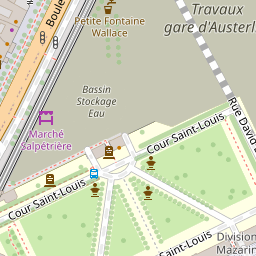 Travaux
gare d'Austerl
Petite Fontaine
Wallace
Boule
Bassin
Stockage
Eau
Marché
Salpêtrière
Rue David
Cour Saint-Louis
Cour Saint-Louis
Saint-Louis
Division
Mazarin